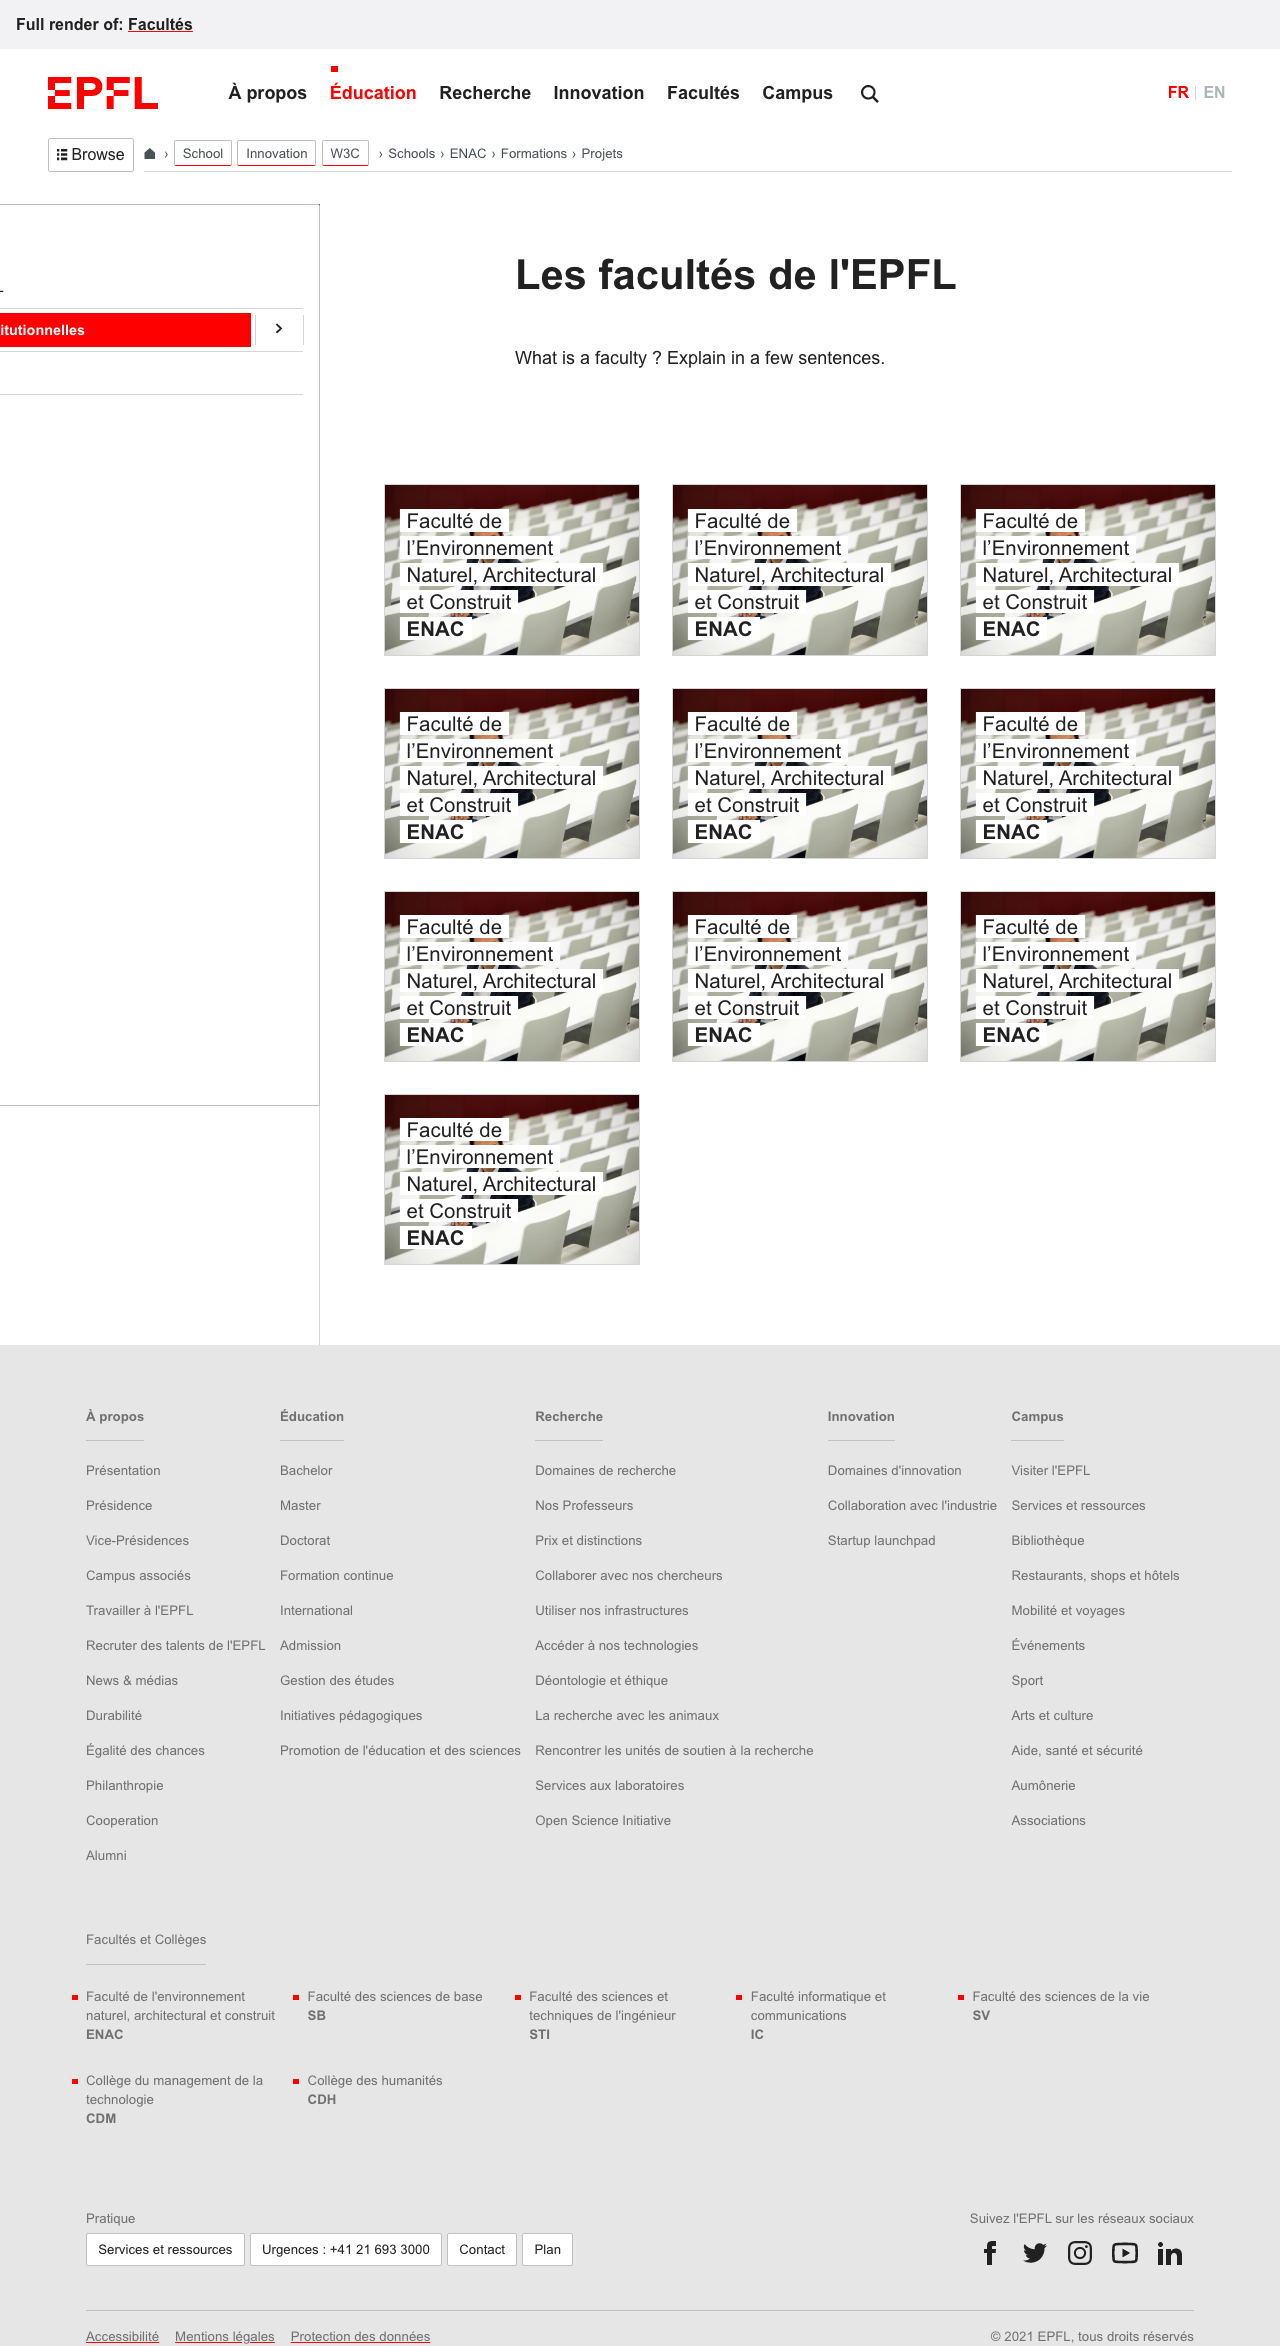 Full render of: Facultés
EPFL
À propos Éducation Recherche Innovation Facultés Campus
FR EN
Browse
› School Innovation W3C › Schools › ENAC › Formations › Projets
itutionnelles
Les facultés de l'EPFL
What is a faculty ? Explain in a few sentences.
Faculté de
l’Environnement
Naturel, Architectural
et Construit
ENAC
Faculté de
l’Environnement
Naturel, Architectural
et Construit
ENAC
Faculté de
l’Environnement
Naturel, Architectural
et Construit
ENAC
Faculté de
l’Environnement
Naturel, Architectural
et Construit
ENAC
Faculté de
l’Environnement
Naturel, Architectural
et Construit
ENAC
Faculté de
l’Environnement
Naturel, Architectural
et Construit
ENAC
Faculté de
l’Environnement
Naturel, Architectural
et Construit
ENAC
Faculté de
l’Environnement
Naturel, Architectural
et Construit
ENAC
Faculté de
l’Environnement
Naturel, Architectural
et Construit
ENAC
Faculté de
l’Environnement
Naturel, Architectural
et Construit
ENAC
À propos
Présentation
Présidence
Vice-Présidences
Campus associés
Travailler à l'EPFL
Recruter des talents de l'EPFL
News & médias
Durabilité
Égalité des chances
Philanthropie
Cooperation
Alumni
Éducation
Bachelor
Master
Doctorat
Formation continue
International
Admission
Gestion des études
Initiatives pédagogiques
Promotion de l'éducation et des sciences
Recherche
Domaines de recherche
Nos Professeurs
Prix et distinctions
Collaborer avec nos chercheurs
Utiliser nos infrastructures
Accéder à nos technologies
Déontologie et éthique
La recherche avec les animaux
Rencontrer les unités de soutien à la recherche
Services aux laboratoires
Open Science Initiative
Innovation
Domaines d'innovation
Collaboration avec l'industrie
Startup launchpad
Campus
Visiter l'EPFL
Services et ressources
Bibliothèque
Restaurants, shops et hôtels
Mobilité et voyages
Événements
Sport
Arts et culture
Aide, santé et sécurité
Aumônerie
Associations
Facultés et Collèges
Faculté de l'environnement
naturel, architectural et construit
ENAC
Faculté des sciences de base
SB
Faculté des sciences et
techniques de l'ingénieur
STI
Faculté informatique et
communications
IC
Faculté des sciences de la vie
SV
Collège du management de la
technologie
CDM
Collège des humanités
CDH
Pratique
Services et ressources Urgences : +41 21 693 3000 Contact Plan
Suivez l'EPFL sur les réseaux sociaux
Accessibilité Mentions légales Protection des données
© 2021 EPFL, tous droits réservés